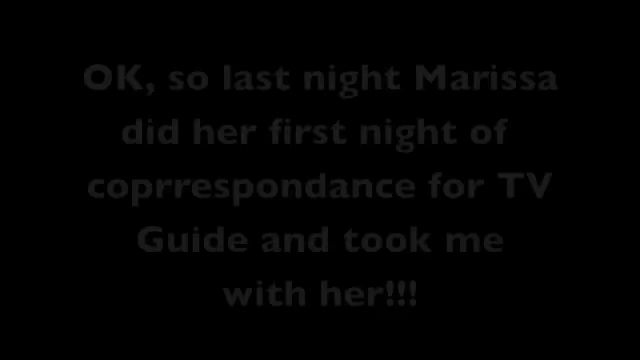 OK, so last night Marissa
did her first night of
coprrespondance for TV
Guide and took me
with her!!!